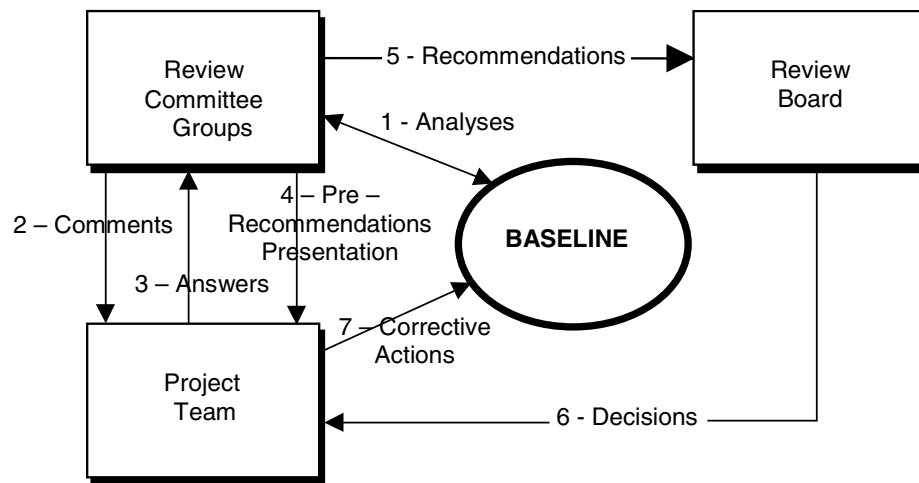 Review
Committee
Groups
5 - Recommendations
Review
Board
1 - Analyses
2 – Comments
4 – Pre –
Recommendations
Presentation
BASELINE
3 – Answers
7 – Corrective
Actions
Project
Team
6 - Decisions